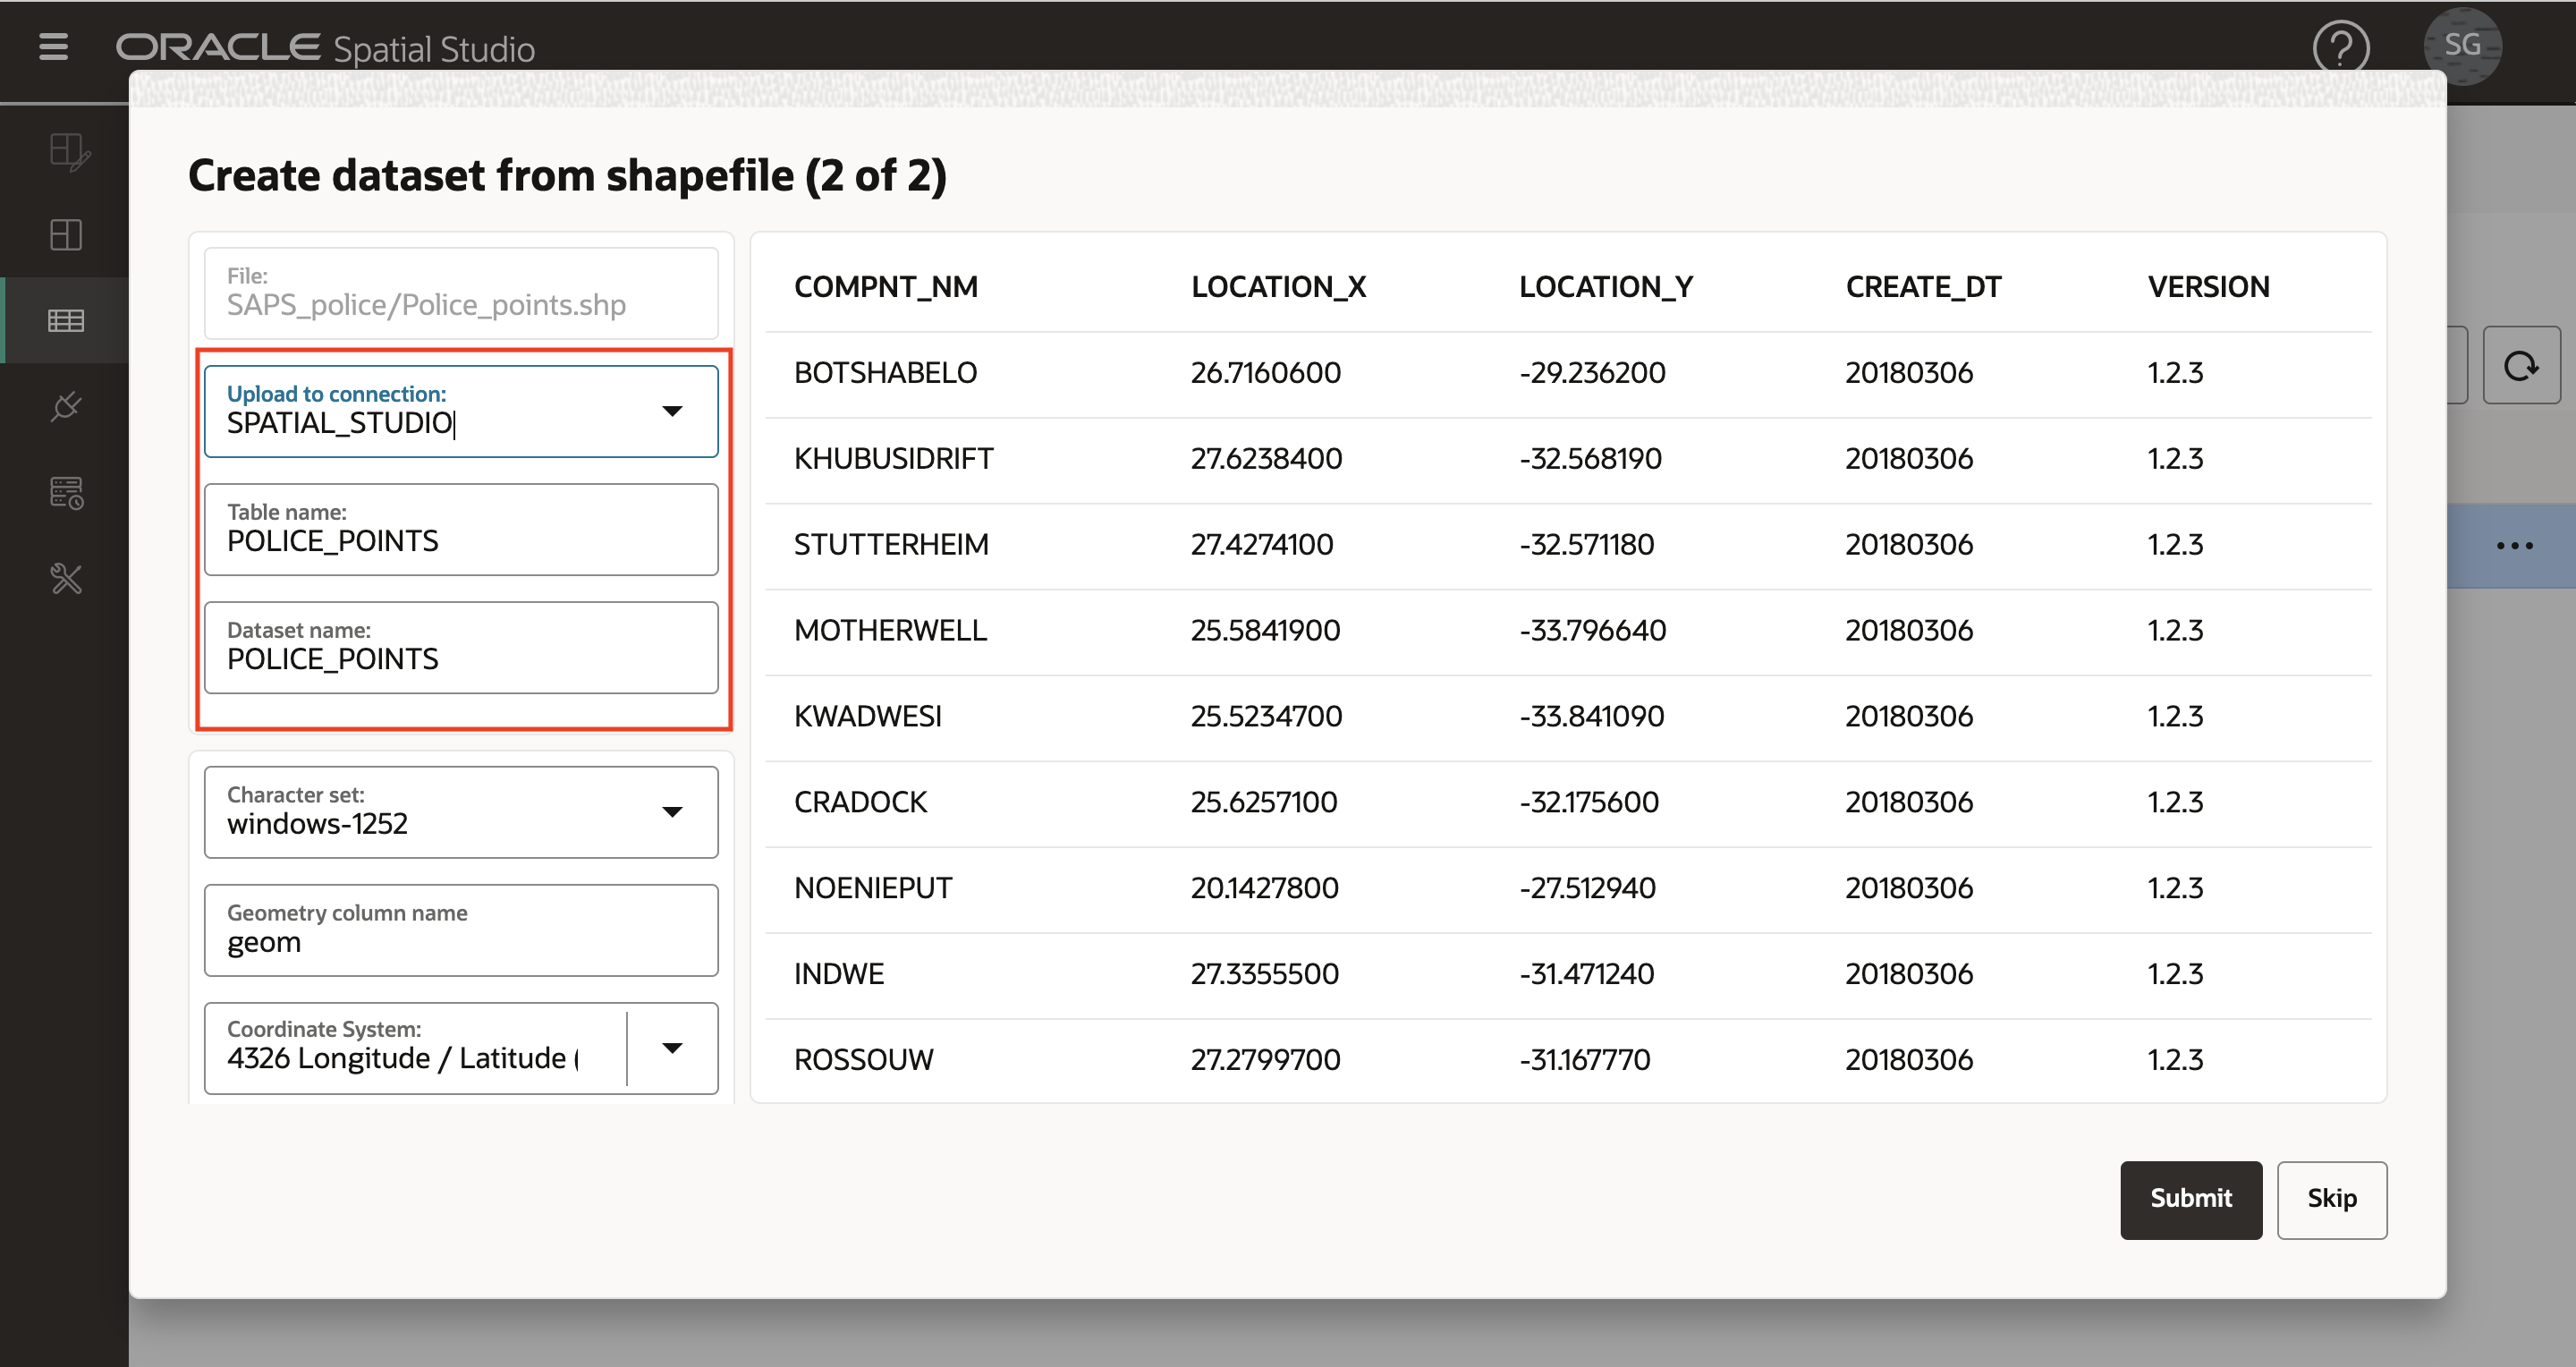 ORACLE Spatial Studio
?
SG
Create dataset from shapefile (2 of 2)
File:
SAPS_police/Police_points.shp
Upload to connection:
SPATIAL_STUDIO
Table name:
POLICE_POINTS
Dataset name:
POLICE_POINTS
Character set:
windows-1252
Geometry column name
geom
Coordinate System:
4326 Longitude / Latitude (
COMPNT_NM LOCATION_X LOCATION_Y CREATE_DT VERSION
BOTSHABELO 26.7160600 -29.236200 20180306 1.2.3
KHUBUSIDRIFT 27.6238400 -32.568190 20180306 1.2.3
STUTTERHEIM 27.4274100 -32.571180 20180306 1.2.3
MOTHERWELL 25.5841900 -33.796640 20180306 1.2.3
KWADWESI 25.5234700 -33.841090 20180306 1.2.3
CRADOCK 25.6257100 -32.175600 20180306 1.2.3
NOENIEPUT 20.1427800 -27.512940 20180306 1.2.3
INDWE 27.3355500 -31.471240 20180306 1.2.3
ROSSOUW 27.2799700 -31.167770 20180306 1.2.3
Submit Skip